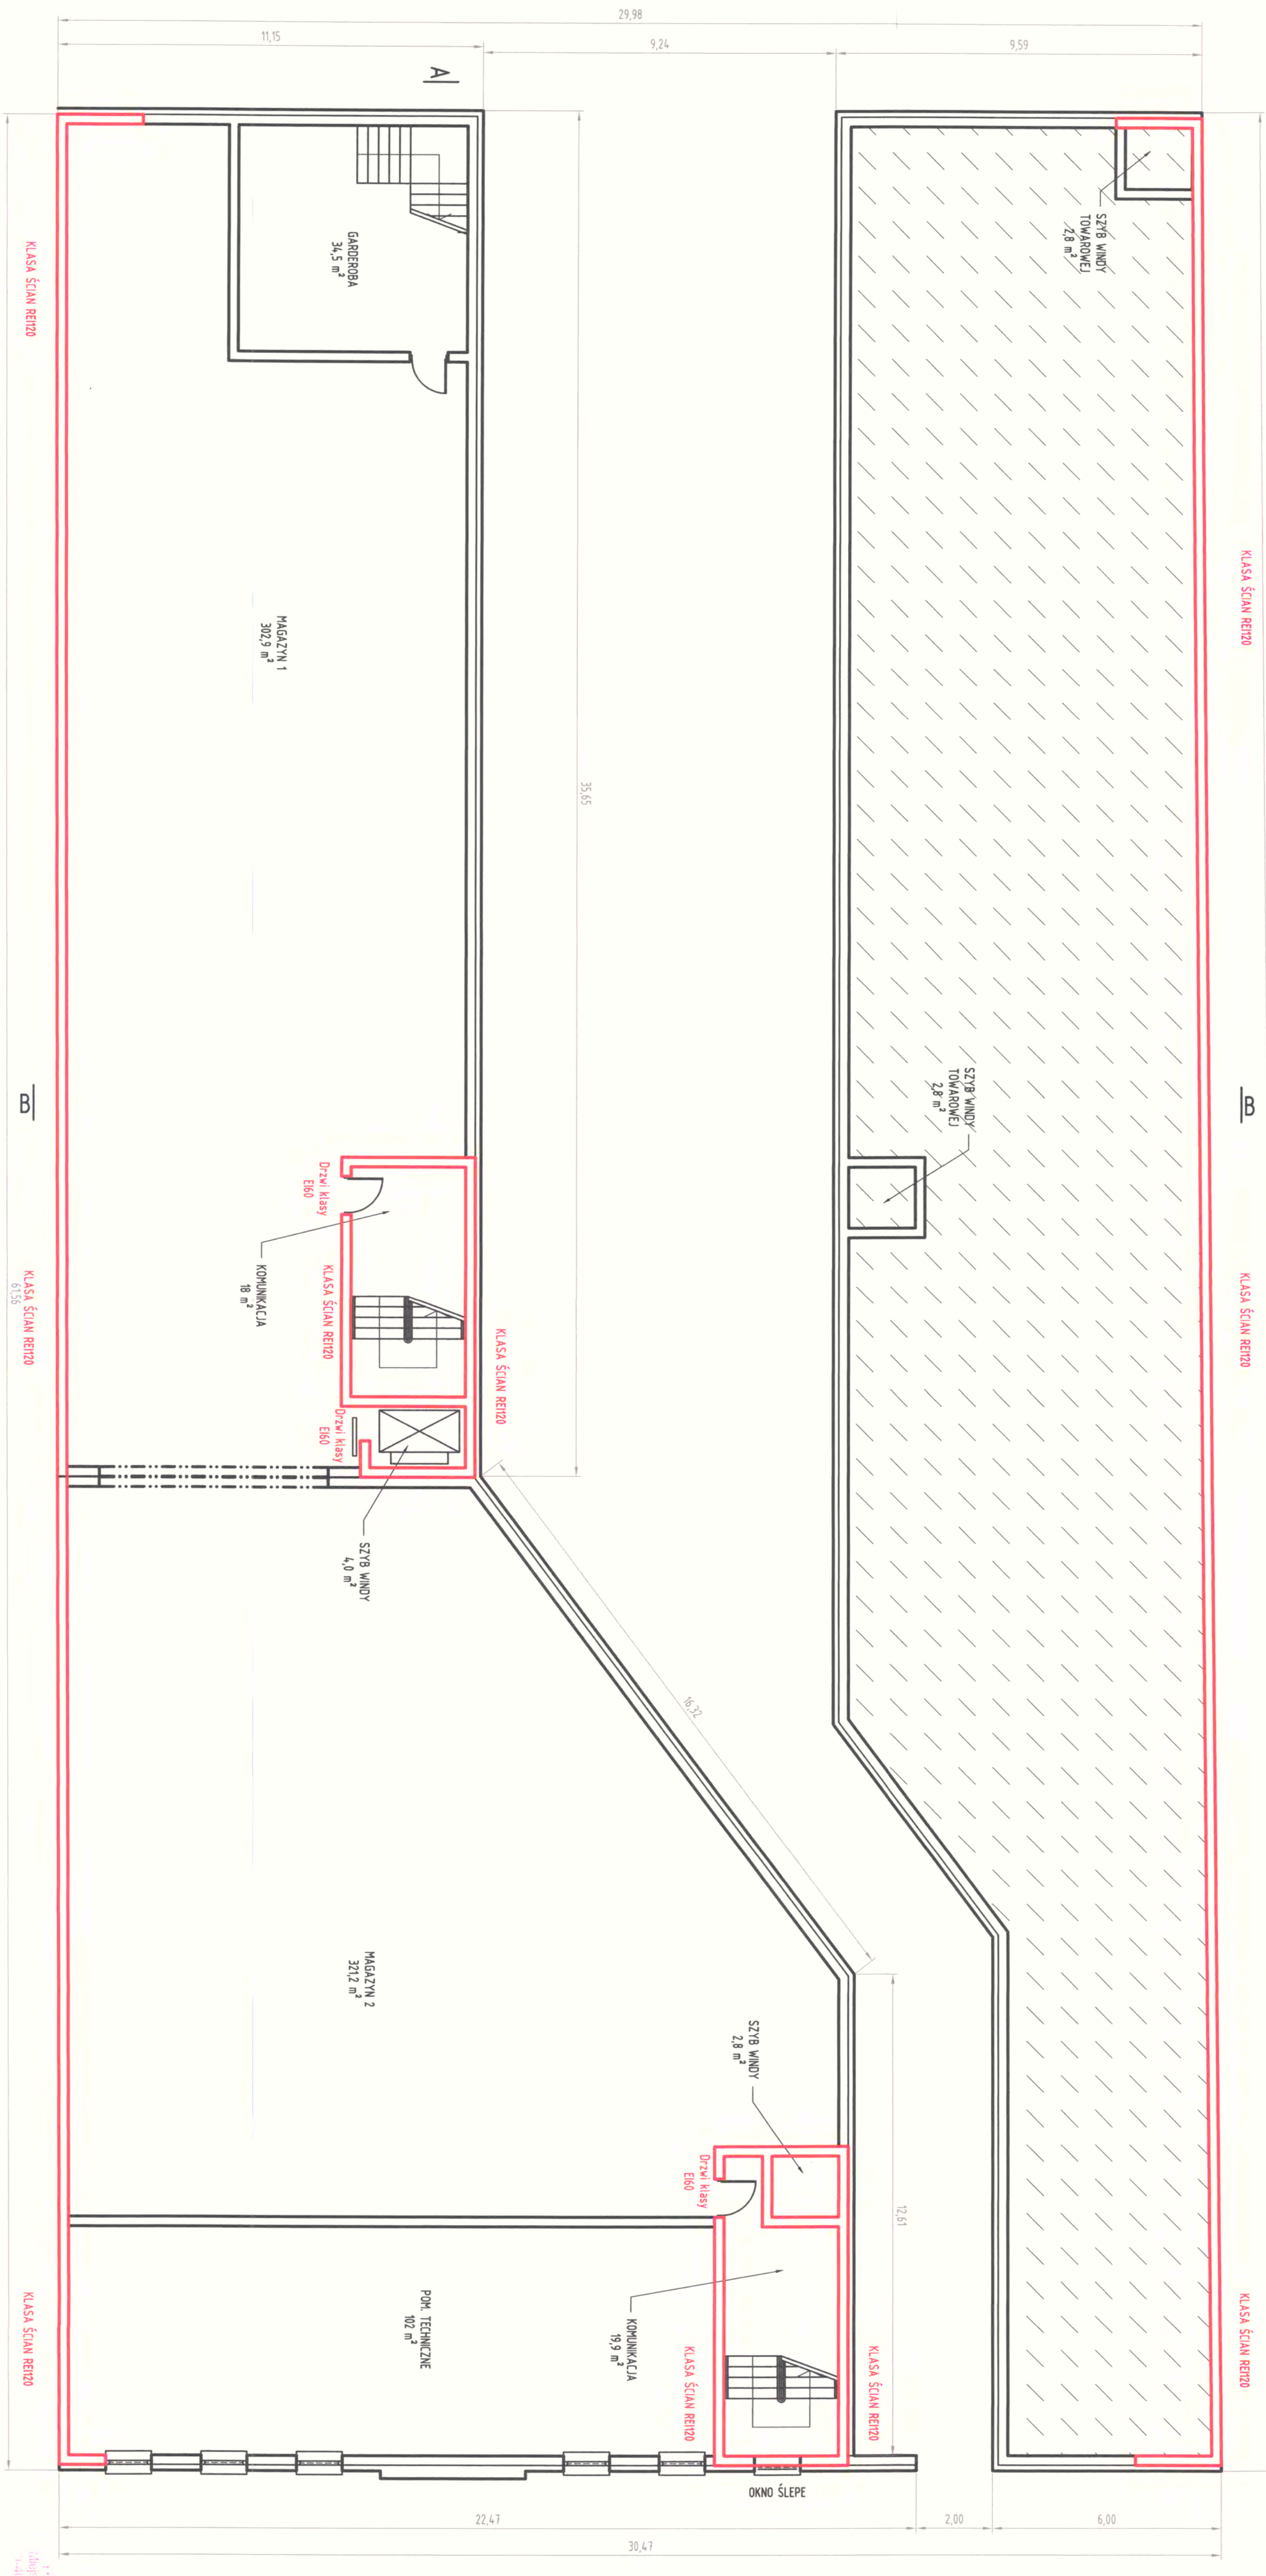 29,98
11,15
9,24
9,59
A
SZYB WINDY
TOWAROWEJ
2,8 m²
GARDEROBA
34,5 m²
KLASA ŚCIAN REI120
KLASA ŚCIAN REI120
MAGAZYN 1
302,9 m²
35,65
B
B
SZYB WINDY
TOWAROWEJ
2,8 m²
Drzwi klasy
EI60
KOMUNIKACJA
18 m²
KLASA ŚCIAN REI120
KLASA ŚCIAN REI120
61,56
KLASA ŚCIAN REI120
KLASA ŚCIAN REI120
Drzwi klasy
EI60
SZYB WINDY
4,0 m²
16,32
MAGAZYN 2
321,2 m²
SZYB WINDY
2,8 m²
Drzwi klasy
EI60
12,61
POM. TECHNICZNE
102 m²
KOMUNIKACJA
19,9 m²
KLASA ŚCIAN REI120
KLASA ŚCIAN REI120
KLASA ŚCIAN REI120
KLASA ŚCIAN REI120
OKNO ŚLEPE
22,47
2,00
6,00
30,47